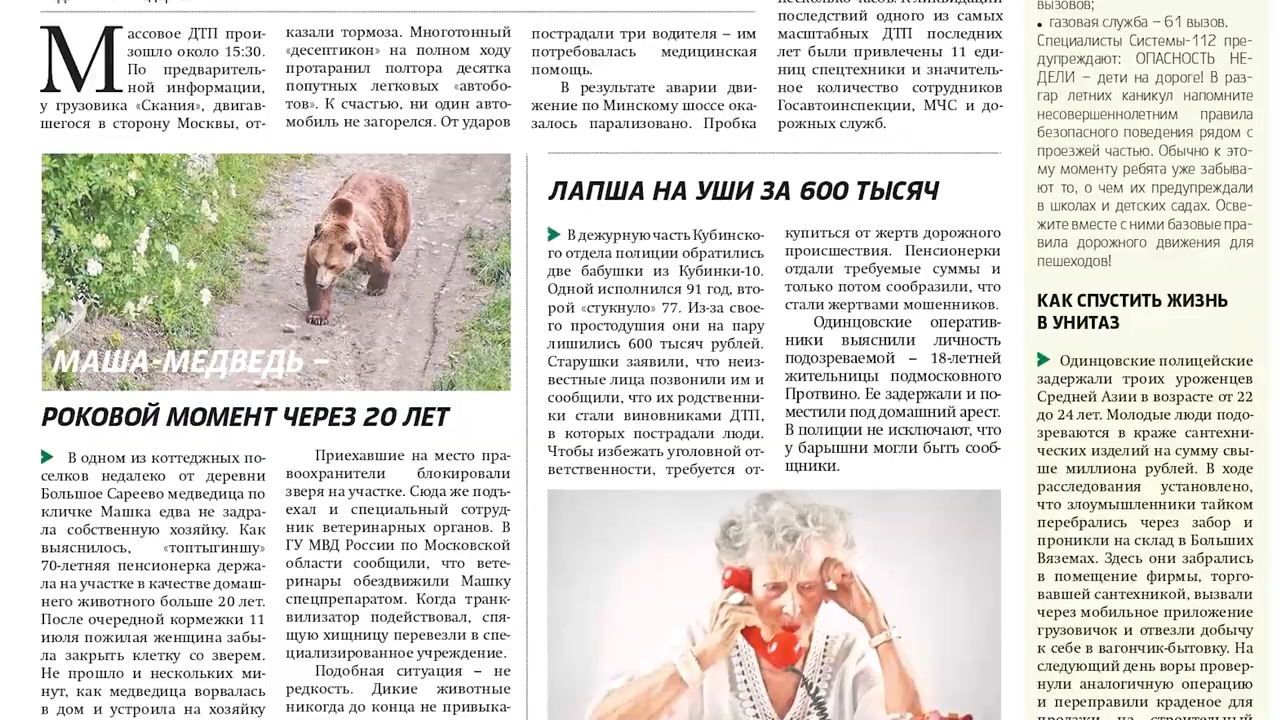 Массовое ДТП прои-
зошло около 15:30.
По предваритель-
ной информации,
у грузовика «Скания», двигав-
шегося в сторону Москвы, от-
казали тормоза. Многотонный
«десептикон» на полном ходу
протаранил полтора десятка
попутных легковых «автобо-
тов». К счастью, ни один авто-
мобиль не загорелся. От ударов
пострадали три водителя – им
потребовалась медицинская
помощь.
В результате аварии дви-
жение по Минскому шоссе ока-
залось парализовано. Пробка
последствий одного из самых
масштабных ДТП последних
лет были привлечены 11 еди-
ниц спецтехники и значитель-
ное количество сотрудников
Госавтоинспекции, МЧС и до-
рожных служб.
МАША-МЕДВЕДЬ –
РОКОВОЙ МОМЕНТ ЧЕРЕЗ 20 ЛЕТ
В одном из коттеджных по-
селков недалеко от деревни
Большое Сареево медведица по
кличке Машка едва не задра-
ла собственную хозяйку. Как
выяснилось, «топтыгиншу»
70-летняя пенсионерка держа-
ла на участке в качестве домаш-
него животного больше 20 лет.
После очередной кормежки 11
июля пожилая женщина забы-
ла закрыть клетку со зверем.
Не прошло и нескольких ми-
нут, как медведица ворвалась
в дом и устроила на хозяйку
Приехавшие на место пра-
воохранители блокировали
зверя на участке. Сюда же подъ-
ехал и специальный сотруд-
ник ветеринарных органов. В
ГУ МВД России по Московской
области сообщили, что вете-
ринары обездвижили Машку
спецпрепаратом. Когда транк-
вилизатор подействовал, спя-
щую хищницу перевезли в спе-
циализированное учреждение.
Подобная ситуация – не
редкость. Дикие животные
никогда до конца не привыка-
ЛАПША НА УШИ ЗА 600 ТЫСЯЧ
В дежурную часть Кубинско-
го отдела полиции обратились
две бабушки из Кубинки-10.
Одной исполнился 91 год, вто-
рой «стукнуло» 77. Из-за свое-
го простодушия они на пару
лишились 600 тысяч рублей.
Старушки заявили, что неиз-
вестные лица позвонили им и
сообщили, что их родственни-
ки стали виновниками ДТП,
в которых пострадали люди.
Чтобы избежать уголовной от-
ветственности, требуется от-
купиться от жертв дорожного
происшествия. Пенсионерки
отдали требуемые суммы и
только потом сообразили, что
стали жертвами мошенников.
Одинцовские оператив-
ники выяснили личность
подозреваемой – 18-летней
жительницы подмосковного
Протвино. Ее задержали и по-
местили под домашний арест.
В полиции не исключают, что
у барышни могли быть сооб-
щники.
вызовов;
• газовая служба – 61 вызов.
Специалисты Системы-112 пре-
дупреждают: ОПАСНОСТЬ НЕ-
ДЕЛИ – дети на дороге! В раз-
гар летних каникул напомните
несовершеннолетним правила
безопасного поведения рядом с
проезжей частью. Обычно к это-
му моменту ребята уже забыва-
ют то, о чем их предупреждали
в школах и детских садах. Осве-
жите вместе с ними базовые пра-
вила дорожного движения для
пешеходов!
КАК СПУСТИТЬ ЖИЗНЬ
В УНИТАЗ
Одинцовские полицейские
задержали троих уроженцев
Средней Азии в возрасте от 22
до 24 лет. Молодые люди подо-
зреваются в краже сантехни-
ческих изделий на сумму свы-
ше миллиона рублей. В ходе
расследования установлено,
что злоумышленники тайком
перебрались через забор и
проникли на склад в Больших
Вяземах. Здесь они забрались
в помещение фирмы, торго-
вавшей сантехникой, вызвали
через мобильное приложение
грузовичок и отвезли добычу
к себе в вагончик-бытовку. На
следующий день воры провер-
нули аналогичную операцию
и переправили краденое для
продажи на строительный